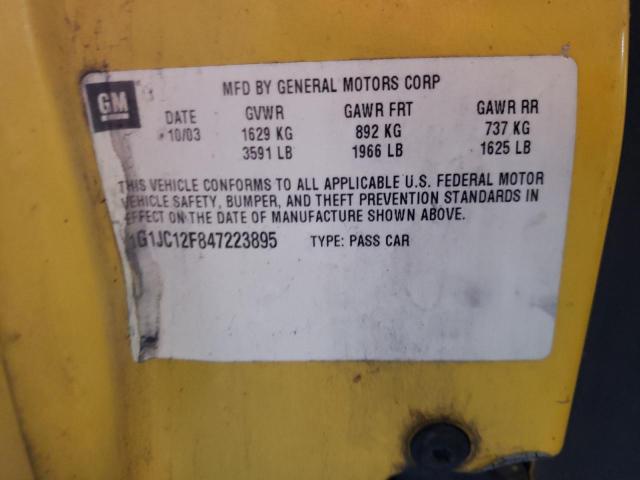 GM
MFD BY GENERAL MOTORS CORP
DATE GVWR GAWR FRT GAWR RR
10/03 1629 KG 892 KG 737 KG
3591 LB 1966 LB 1625 LB
THIS VEHICLE CONFORMS TO ALL APPLICABLE U.S. FEDERAL MOTOR
VEHICLE SAFETY, BUMPER, AND THEFT PREVENTION STANDARDS IN
EFFECT ON THE DATE OF MANUFACTURE SHOWN ABOVE.
1G1JC12F847223895 TYPE: PASS CAR